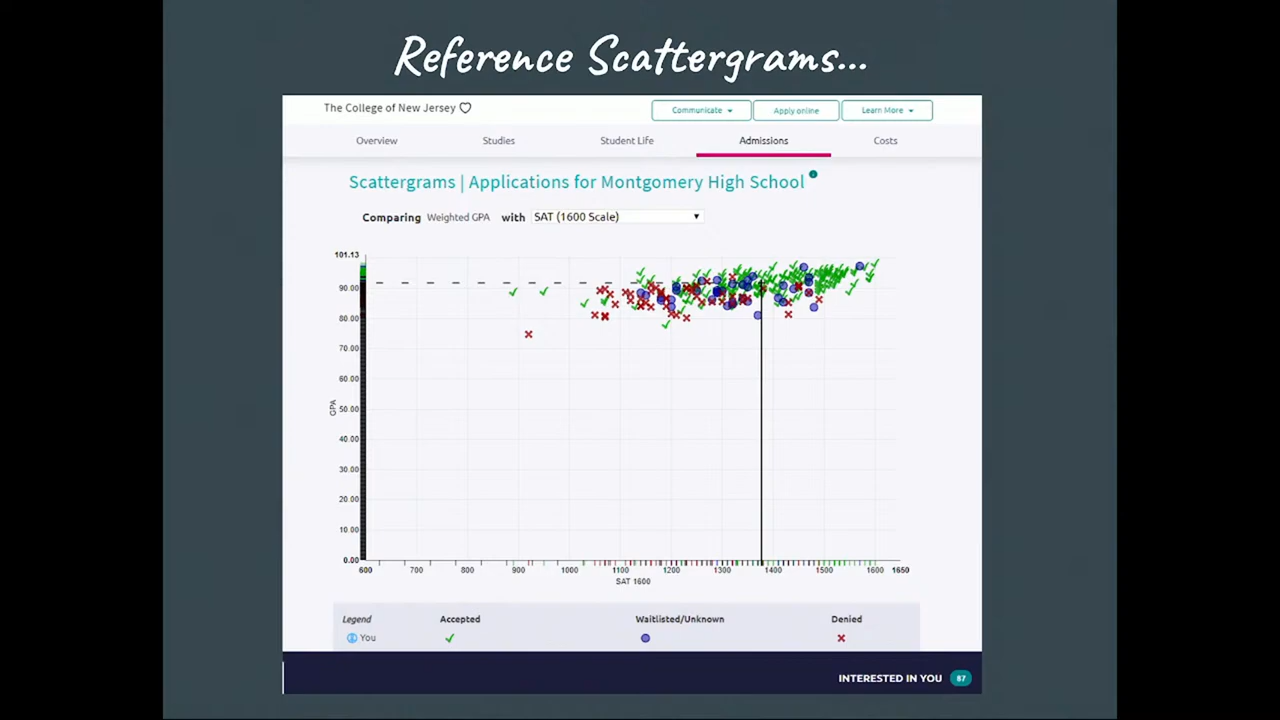 Reference Scattergrams...
The College of New Jersey
Communicate Apply online Learn More
Overview Studies Student Life Admissions Costs
Scattergrams | Applications for Montgomery High School
Comparing Weighted GPA with SAT (1600 Scale)
101.13
90.00
80.00
70.00
60.00
50.00
GPA
40.00
30.00
20.00
10.00
0.00
600 700 800 900 1000 1100 1200 1300 1400 1500 1600 1650
SAT 1600
Legend Accepted Waitlisted/Unknown Denied
You
INTERESTED IN YOU 87